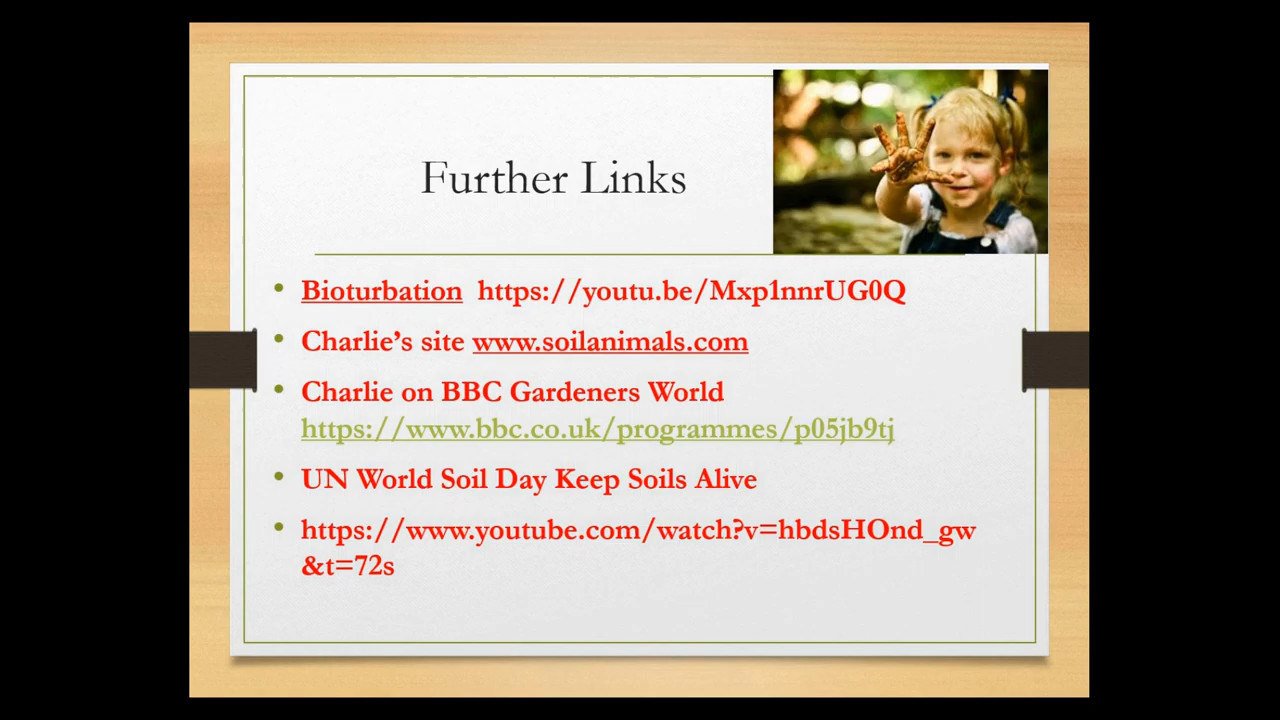 Further Links
Bioturbation https://youtu.be/Mxp1nnrUG0Q
Charlie’s site www.soilanimals.com
Charlie on BBC Gardeners World
https://www.bbc.co.uk/programmes/p05jb9tj
UN World Soil Day Keep Soils Alive
https://www.youtube.com/watch?v=hbdsHOnd_gw
&t=72s